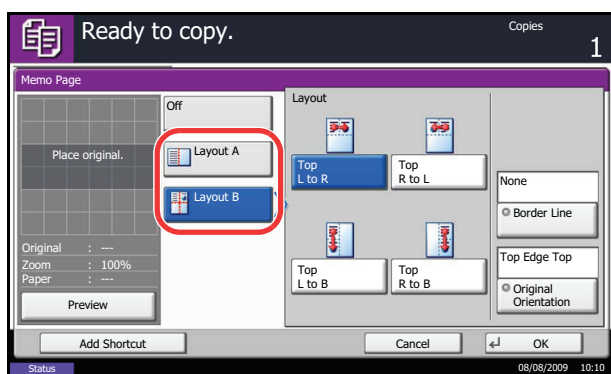 Ready to copy.
Copies
1
Memo Page
Place original.
Original : ---
Zoom : 100%
Paper : ---
Preview
Off
Layout A
Layout B
Layout
Top
L to R
Top
R to L
Top
L to B
Top
R to B
None
Border Line
Top Edge Top
Original
Orientation
Add Shortcut
Cancel
OK
Status
08/08/2009 10:10